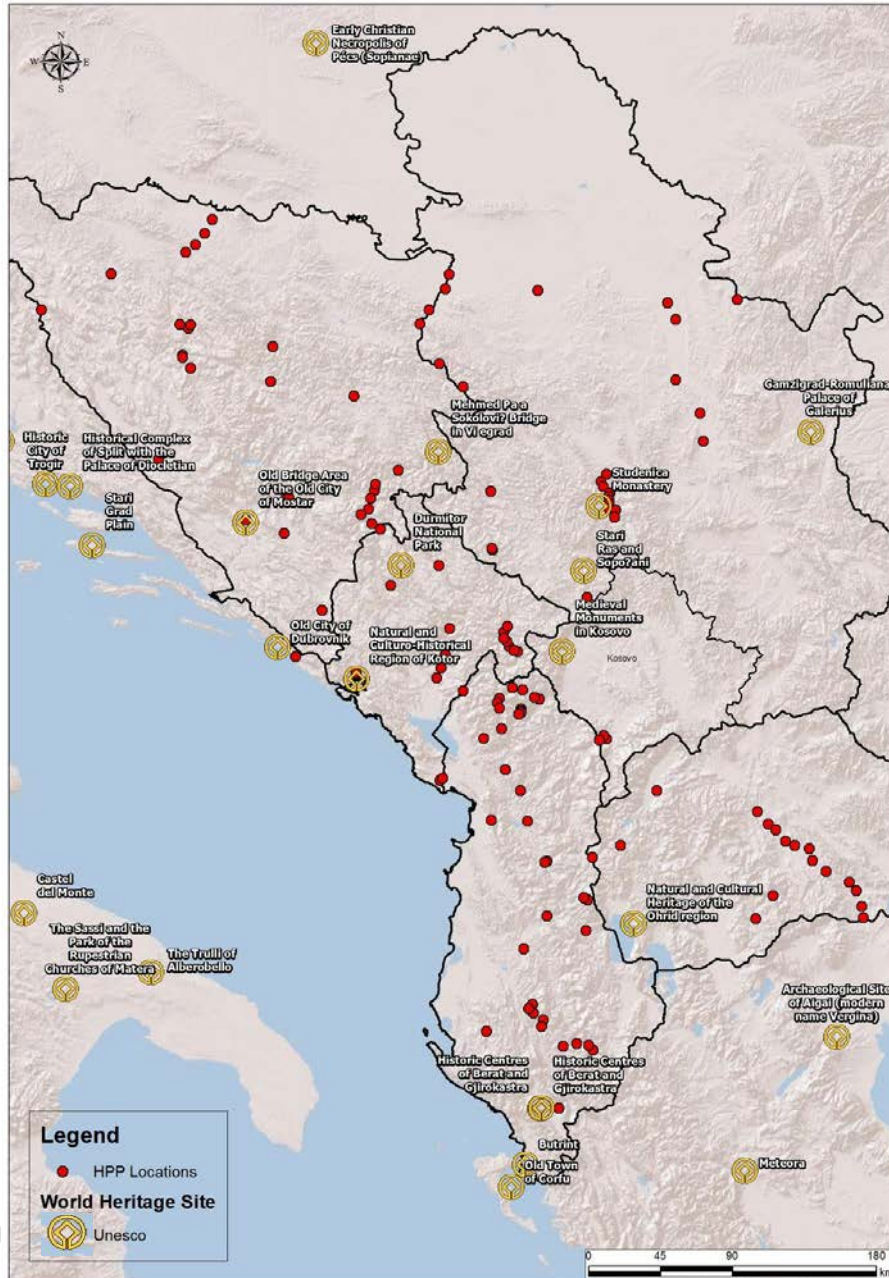 N
W E
S
Early Christian
Necropolis of
Pécs (Sopianae)
Gamzigrad-Romuliana,
Palace of
Galerius
Mehmed Pa a
Sokolovi? Bridge
in Vi egrad
Historic
City of
Trogir
Historical Complex
of Split with the
Palace of Diocletian
Studenica
Monastery
Old Bridge Area
of the Old City
of Mostar
Stari
Grad
Plain
Durmitor
National
Park
Stari
Ras and
Sopo?ani
Medieval
Monuments
in Kosovo
Old City of
Dubrovnik
Natural and
Culturo-Historical
Region of Kotor
Kosovo
Castel
del Monte
Natural and Cultural
Heritage of the
Ohrid region
The Sassi and the
Park of the
Rupestrian
Churches of Matera
The Trulli of
Alberobello
Archaeological Site
of Aigai (modern
name Vergina)
Historic Centres
of Berat and
Gjirokastra
Historic Centres
of Berat and
Gjirokastra
Butrint
Old Town
of Corfu
Meteora
Legend
HPP Locations
World Heritage Site
Unesco
0 45 90 180
km